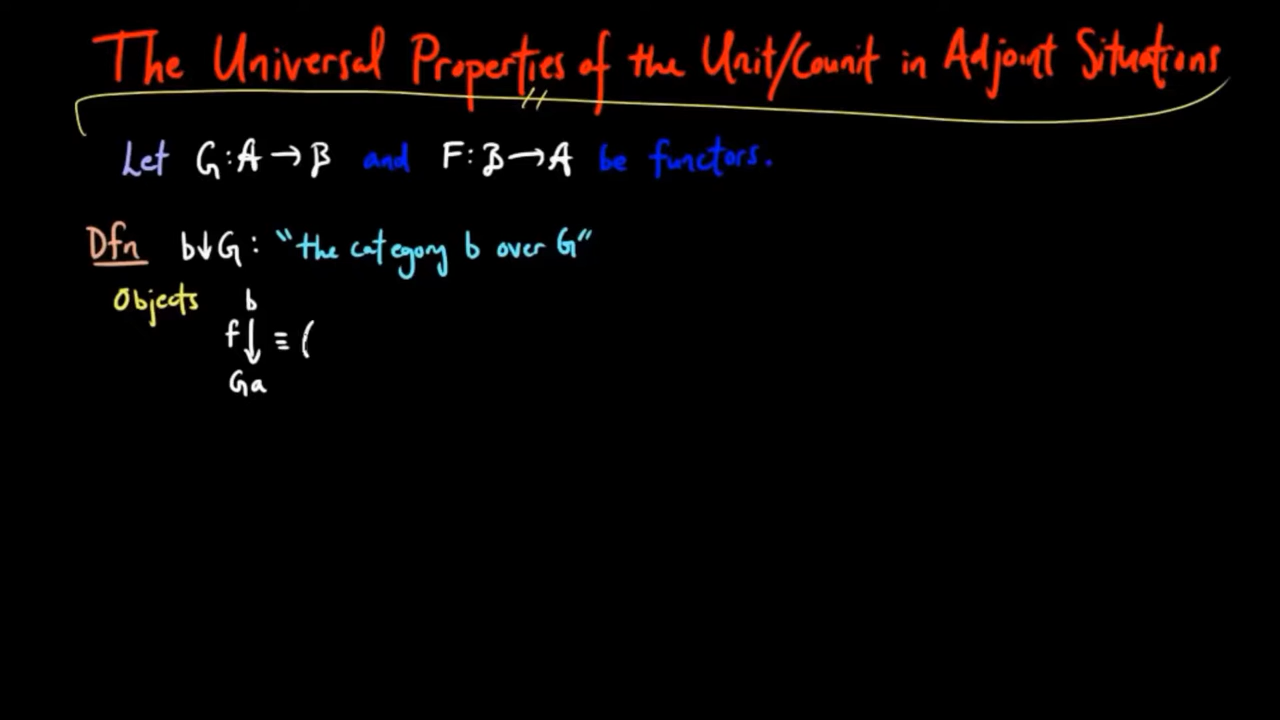 The Universal Properties of the Unit/Counit in Adjoint Situations
Let G:A→B and F:B→A be functors.
Dfn b↓G: "the category b over G"
Objects b
f↓ ≡ (
Ga